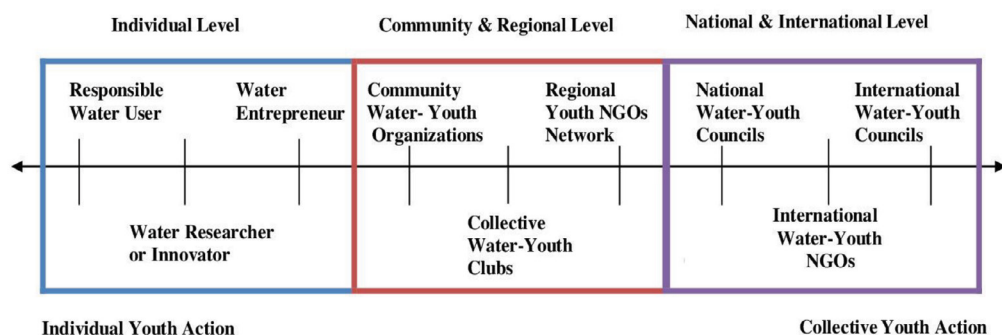 Individual Level
Community & Regional Level
National & International Level
Responsible
Water User
Water
Entrepreneur
Community
Water- Youth
Organizations
Regional
Youth NGOs
Network
National
Water-Youth
Councils
International
Water-Youth
Councils
Water Researcher
or Innovator
Collective
Water-Youth
Clubs
International
Water-Youth
NGOs
Individual Youth Action
Collective Youth Action